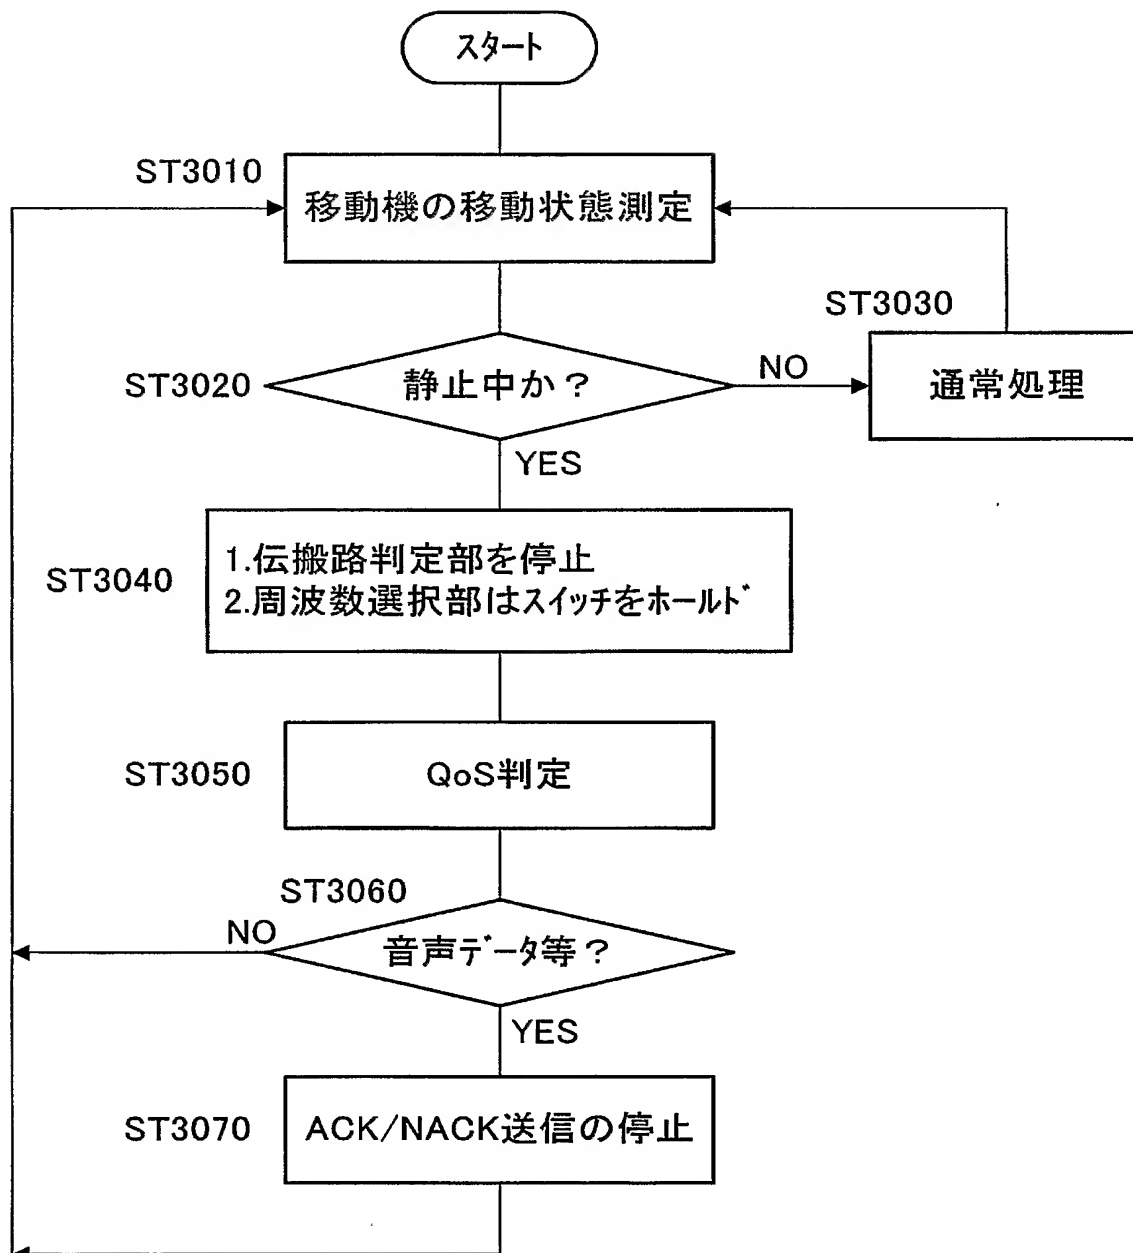 スタート
ST3010
移動機の移動状態測定
ST3030
ST3020
静止中か？
NO
通常処理
YES
ST3040
1.伝搬路判定部を停止
2.周波数選択部はｽｲｯﾁをﾎｰﾙﾄﾞ
ST3050
QoS判定
ST3060
NO
音声ﾃﾞｰﾀ等？
YES
ST3070
ACK/NACK送信の停止